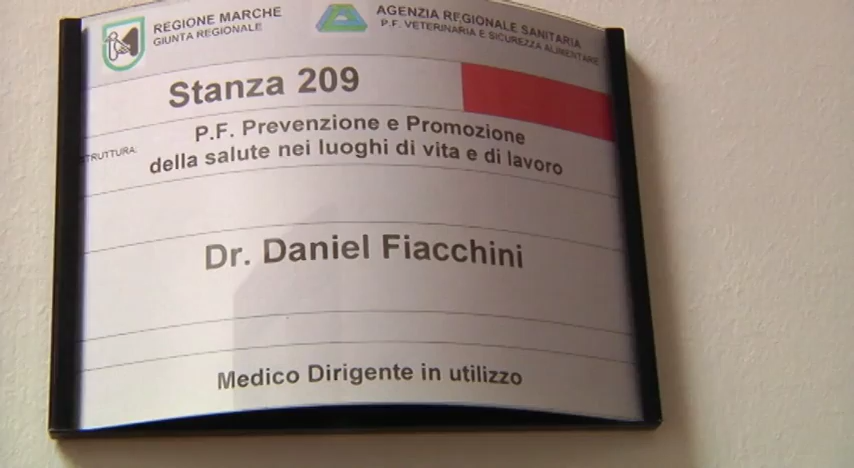 REGIONE MARCHE
GIUNTA REGIONALE
AGENZIA REGIONALE SANITARIA
P.F. VETERINARIA E SICUREZZA ALIMENTARE
Stanza 209
STRUTTURA:
P.F. Prevenzione e Promozione
della salute nei luoghi di vita e di lavoro
Dr. Daniel Fiacchini
Medico Dirigente in utilizzo